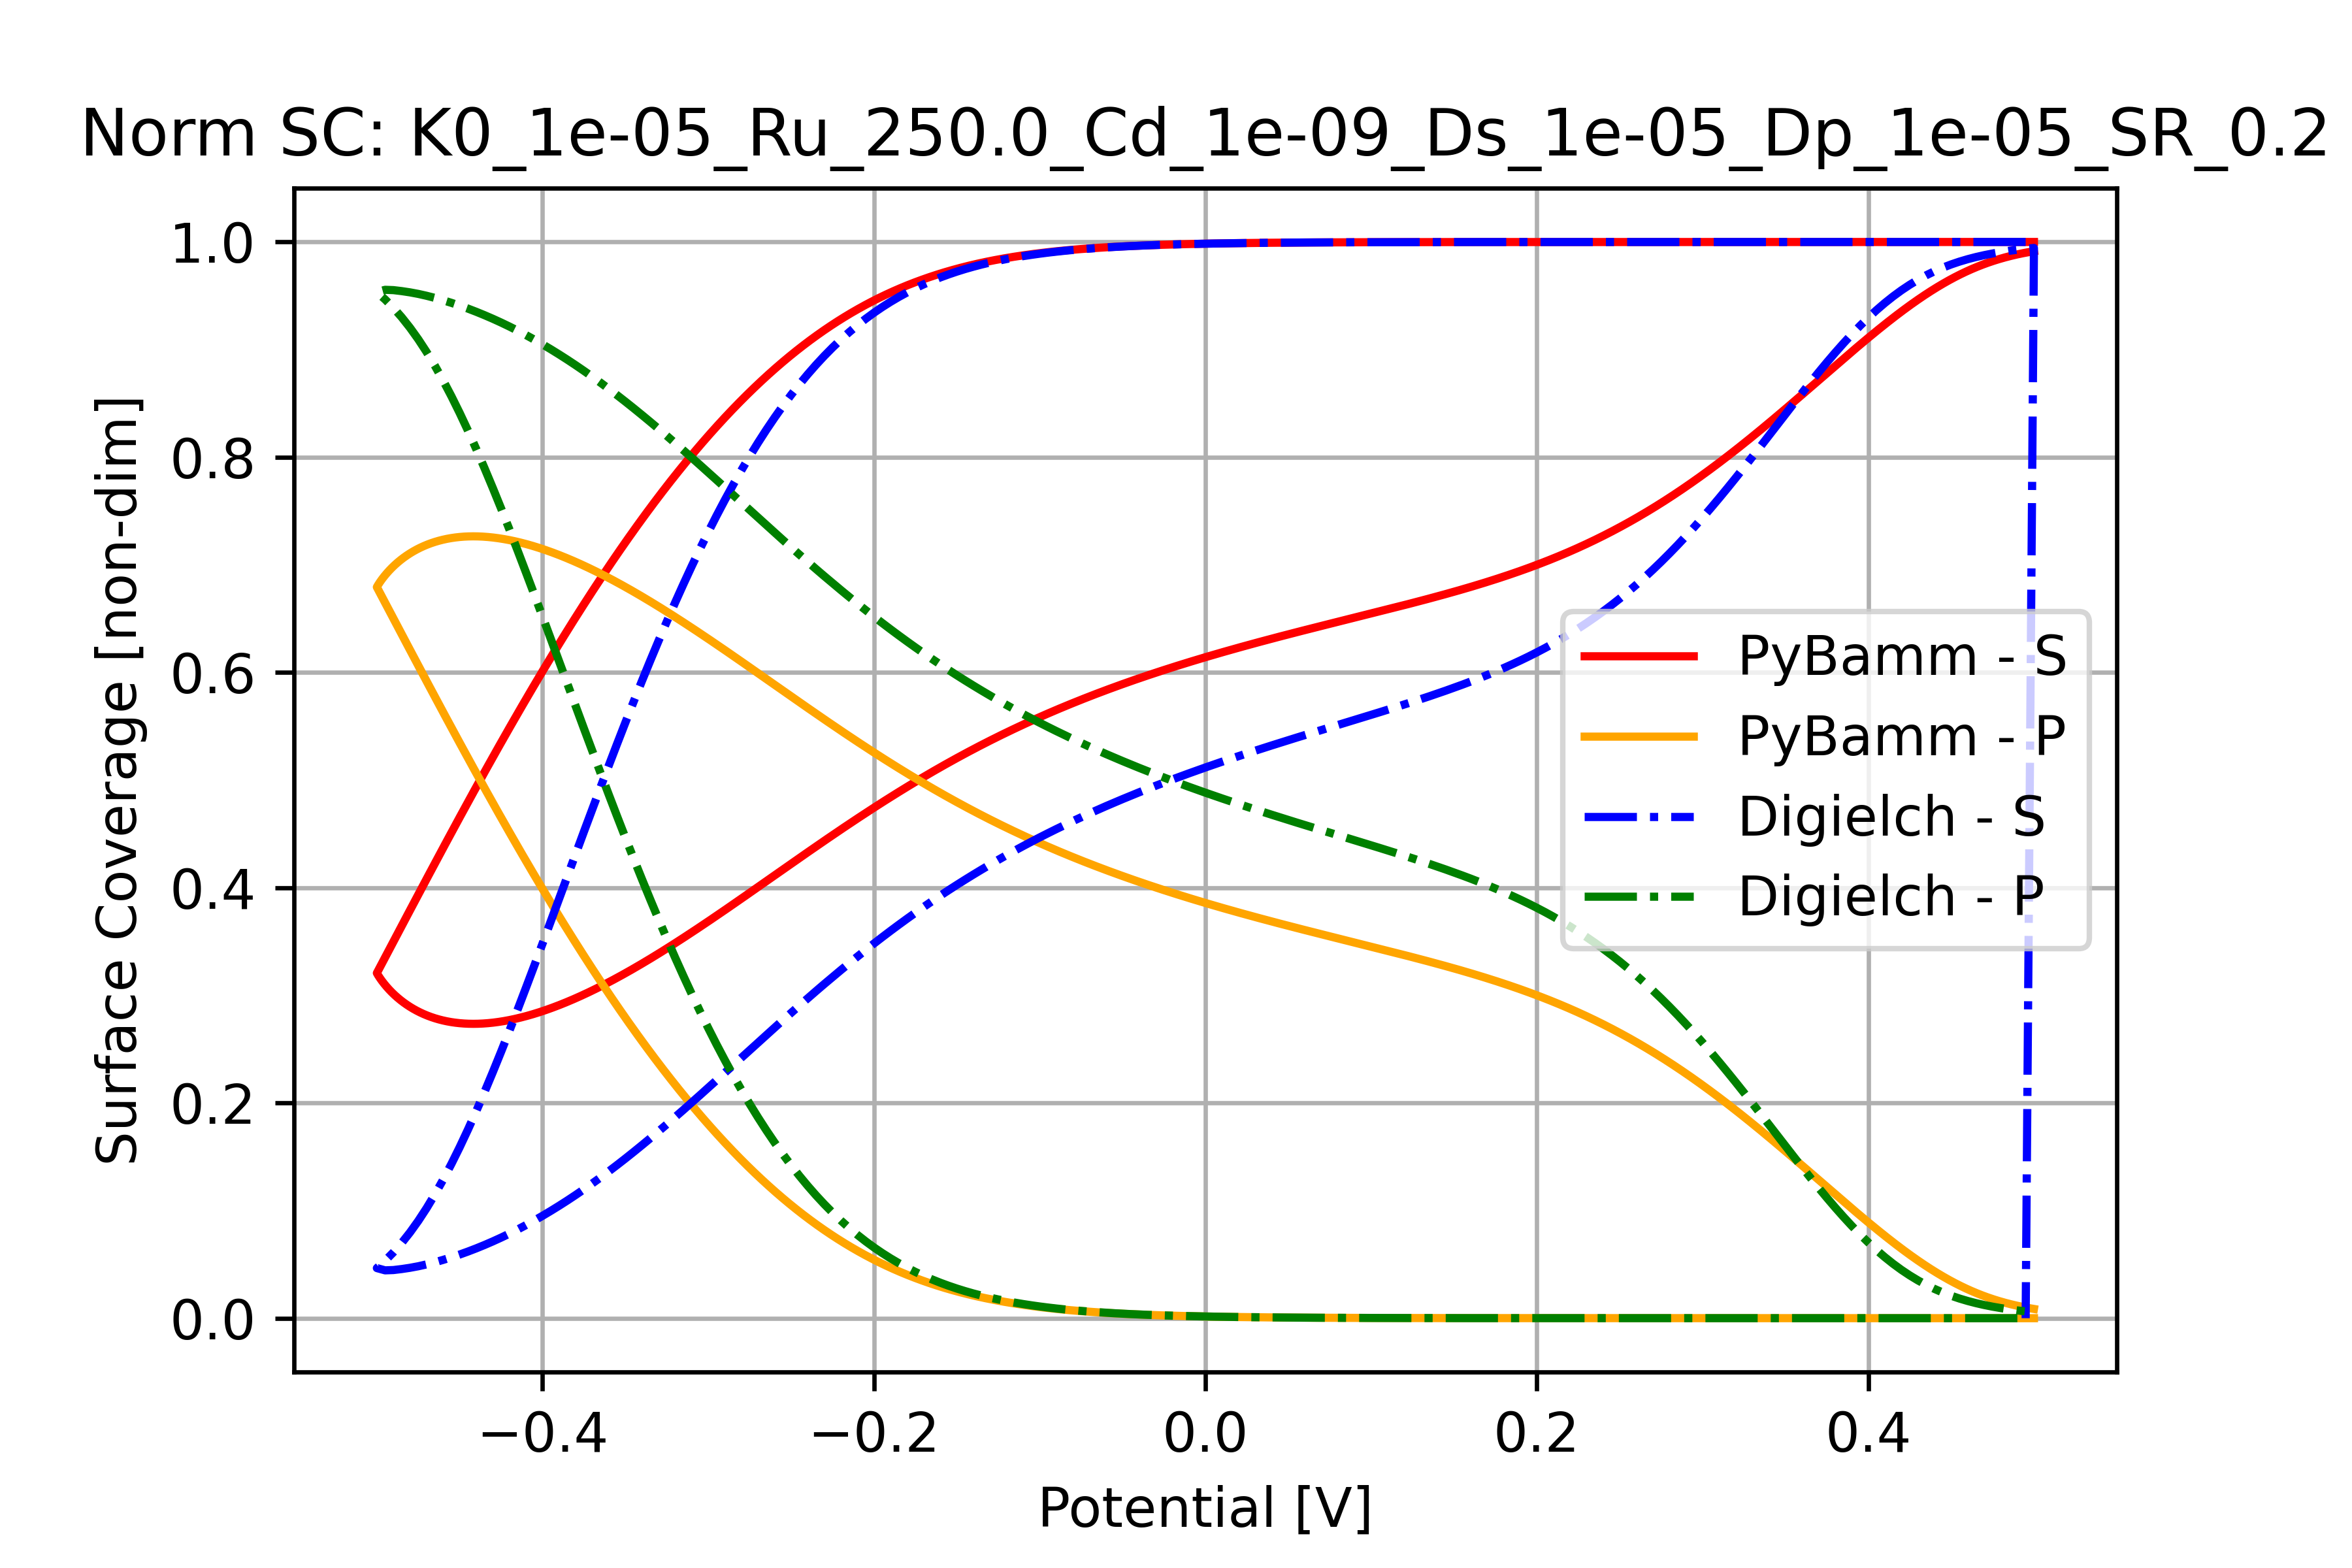 Norm SC: K0_1e-05_Ru_250.0_Cd_1e-09_Ds_1e-05_Dp_1e-05_SR_0.2
Surface Coverage [non-dim]
1.0
0.8
0.6
0.4
0.2
0.0
PyBamm - S
PyBamm - P
Digielch - S
Digielch - P
−0.4 −0.2 0.0 0.2 0.4
Potential [V]